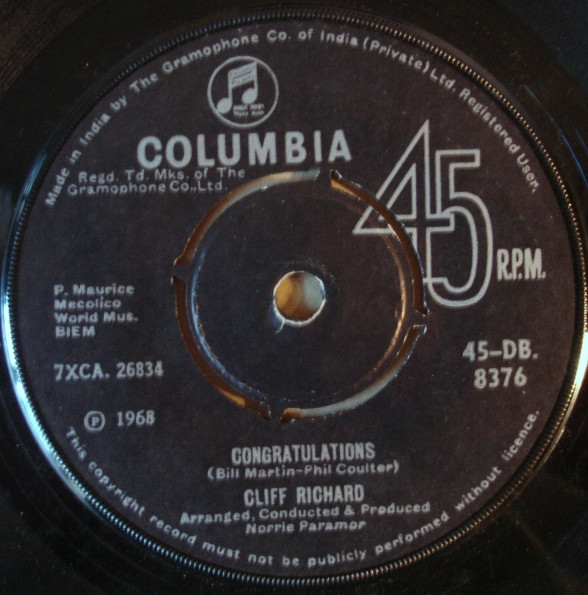 Made in India by The Gramophone Co. of India (Private) Ltd. Registered User.
COLUMBIA
Regd. Td. Mks. of The
Gramophone Co., Ltd.
45
R.P.M.
P. Maurice
Mecolico
World Mus.
BIEM
7XCA. 26834
45-DB.
8376
Ⓟ 1968
CONGRATULATIONS
(Bill Martin-Phil Coulter)
CLIFF RICHARD
Arranged, Conducted & Produced
Norrie Paramor
This copyright record must not be publicly performed without licence.